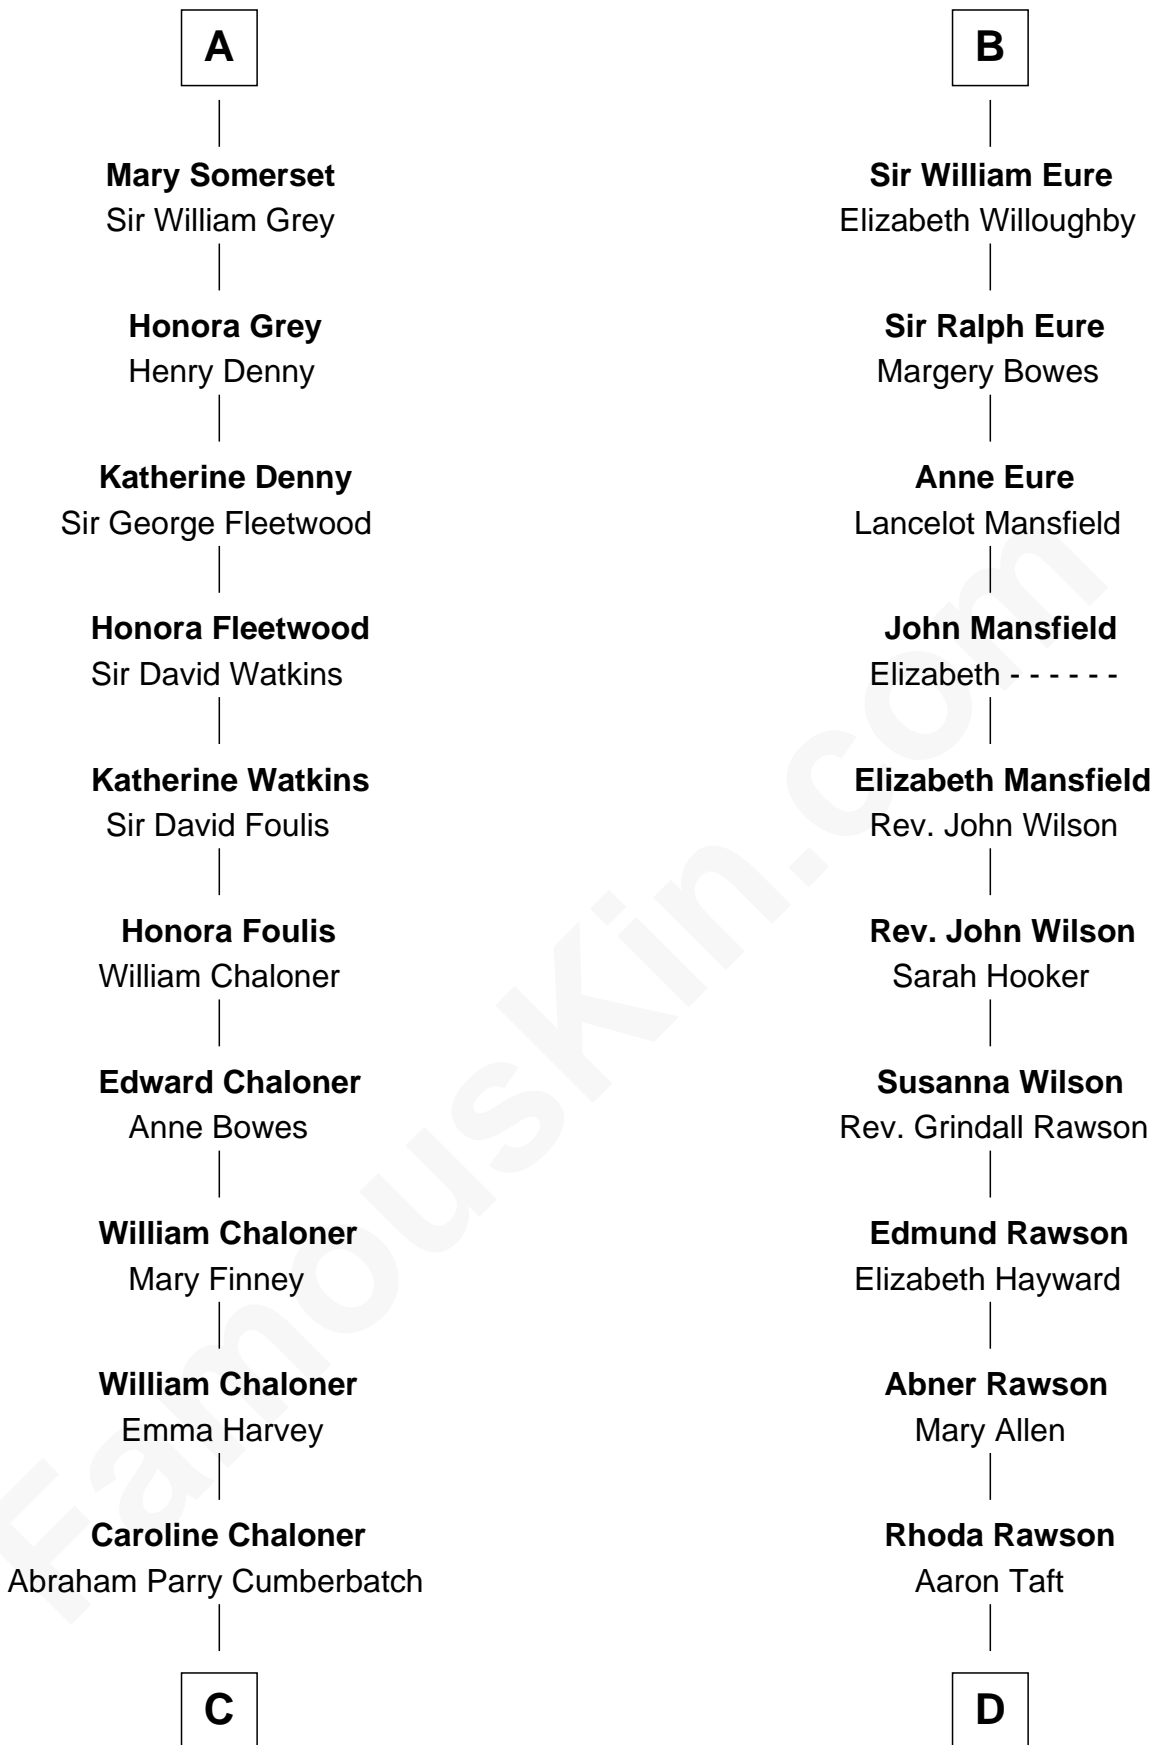 A
Mary Somerset
Sir William Grey
Honora Grey
Henry Denny
Katherine Denny
Sir George Fleetwood
Honora Fleetwood
Sir David Watkins
Katherine Watkins
Sir David Foulis
Honora Foulis
William Chaloner
Edward Chaloner
Anne Bowes
William Chaloner
Mary Finney
William Chaloner
Emma Harvey
Caroline Chaloner
Abraham Parry Cumberbatch
C
B
Sir William Eure
Elizabeth Willoughby
Sir Ralph Eure
Margery Bowes
Anne Eure
Lancelot Mansfield
John Mansfield
Elizabeth - - - - - -
Elizabeth Mansfield
Rev. John Wilson
Rev. John Wilson
Sarah Hooker
Susanna Wilson
Rev. Grindall Rawson
Edmund Rawson
Elizabeth Hayward
Abner Rawson
Mary Allen
Rhoda Rawson
Aaron Taft
D
FamousKin.com